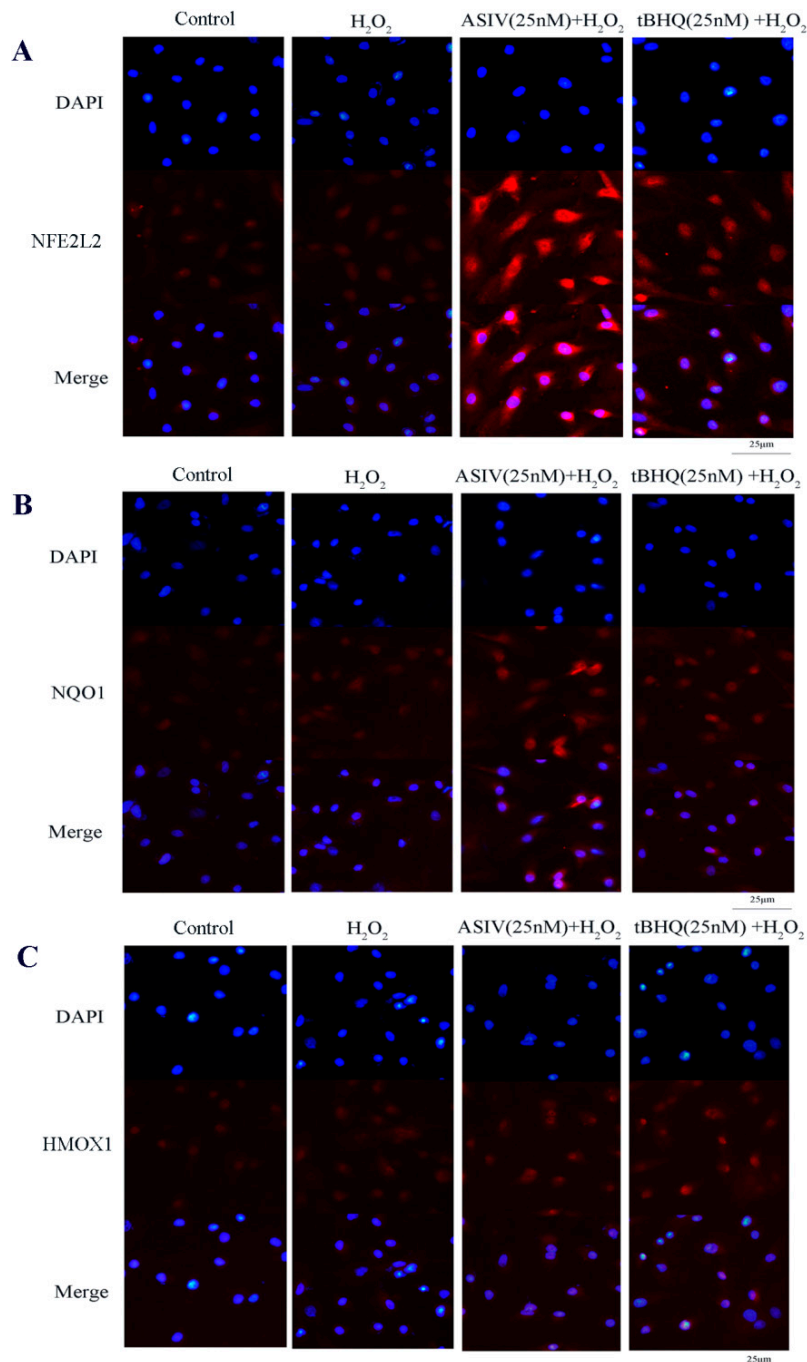 Control H₂O₂ ASIV(25nM)+H₂O₂ tBHQ(25nM) +H₂O₂
A
DAPI
NFE2L2
Merge
25μm
Control H₂O₂ ASIV(25nM)+H₂O₂ tBHQ(25nM) +H₂O₂
B
DAPI
NQO1
Merge
25μm
Control H₂O₂ ASIV(25nM)+H₂O₂ tBHQ(25nM) +H₂O₂
C
DAPI
HMOX1
Merge
25μm